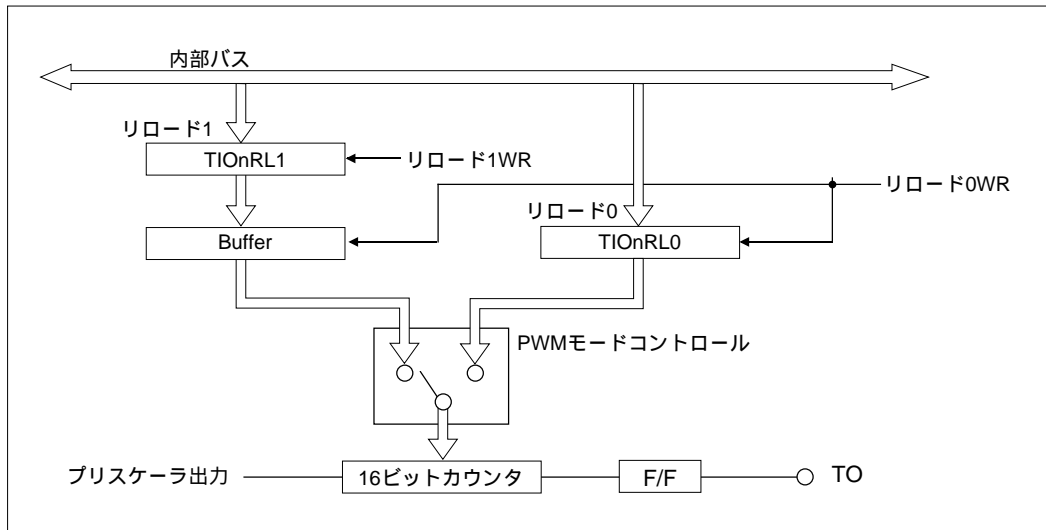 内部バス
リロード1
TIOnRL1
リロード1WR
リロード0WR
リロード0
Buffer
TIOnRL0
PWMモードコントロール
プリスケーラ出力
16ビットカウンタ
F/F
TO